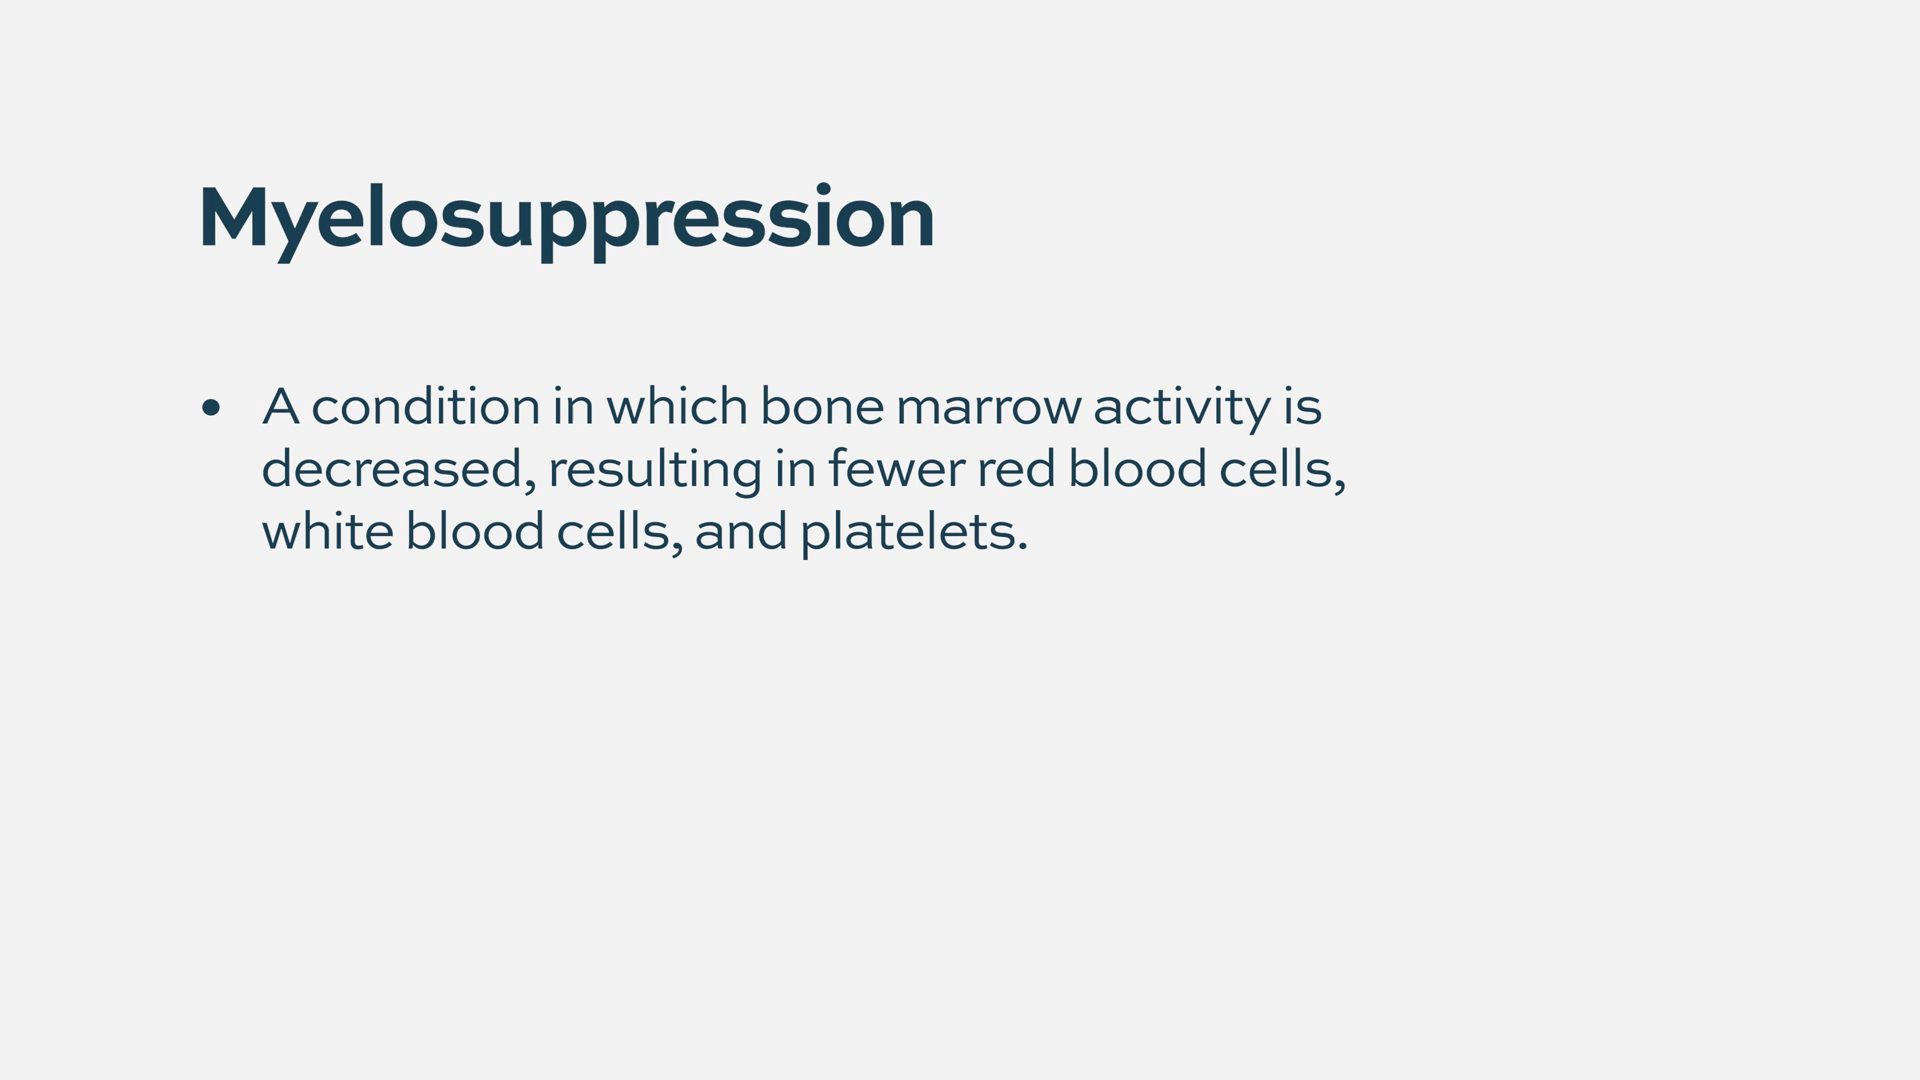 Myelosuppression
• A condition in which bone marrow activity is
decreased, resulting in fewer red blood cells,
white blood cells, and platelets.